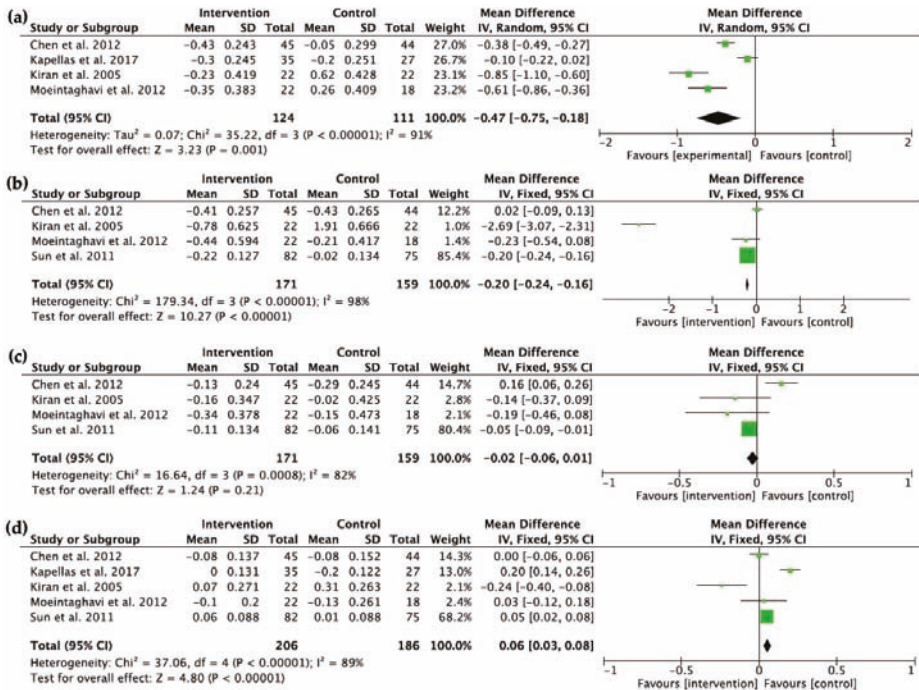 (a)
Intervention Control Mean Difference Mean Difference
Study or Subgroup Mean SD Total Mean SD Total Weight IV, Random, 95% CI IV, Random, 95% CI
Chen et al. 2012 −0.43 0.243 45 −0.05 0.299 44 27.0% −0.38 [−0.49, −0.27]
Kapellas et al. 2017 −0.3 0.245 35 −0.2 0.251 27 26.7% −0.10 [−0.22, 0.02]
Kiran et al. 2005 −0.23 0.419 22 0.62 0.428 22 23.1% −0.85 [−1.10, −0.60]
Moeintaghavi et al. 2012 −0.35 0.383 22 0.26 0.409 18 23.2% −0.61 [−0.86, −0.36]
Total (95% CI) 124 111 100.0% −0.47 [−0.75, −0.18]
Heterogeneity: Tau² = 0.07; Chi² = 35.22, df = 3 (P < 0.00001); I² = 91%
Test for overall effect: Z = 3.23 (P = 0.001)
−2 −1 0 1 2
Favours [experimental] Favours [control]
(b)
Intervention Control Mean Difference Mean Difference
Study or Subgroup Mean SD Total Mean SD Total Weight IV, Fixed, 95% CI IV, Fixed, 95% CI
Chen et al. 2012 −0.41 0.257 45 −0.43 0.265 44 12.2% 0.02 [−0.09, 0.13]
Kiran et al. 2005 −0.78 0.625 22 1.91 0.666 22 1.0% −2.69 [−3.07, −2.31]
Moeintaghavi et al. 2012 −0.44 0.594 22 −0.21 0.417 18 1.4% −0.23 [−0.54, 0.08]
Sun et al. 2011 −0.22 0.127 82 −0.02 0.134 75 85.4% −0.20 [−0.24, −0.16]
Total (95% CI) 171 159 100.0% −0.20 [−0.24, −0.16]
Heterogeneity: Chi² = 179.34, df = 3 (P < 0.00001); I² = 98%
Test for overall effect: Z = 10.27 (P < 0.00001)
−2 −1 0 1 2
Favours [intervention] Favours [control]
(c)
Intervention Control Mean Difference Mean Difference
Study or Subgroup Mean SD Total Mean SD Total Weight IV, Fixed, 95% CI IV, Fixed, 95% CI
Chen et al. 2012 −0.13 0.24 45 −0.29 0.245 44 14.7% 0.16 [0.06, 0.26]
Kiran et al. 2005 −0.16 0.347 22 −0.02 0.425 22 2.8% −0.14 [−0.37, 0.09]
Moeintaghavi et al. 2012 −0.34 0.378 22 −0.15 0.473 18 2.1% −0.19 [−0.46, 0.08]
Sun et al. 2011 −0.11 0.134 82 −0.06 0.141 75 80.4% −0.05 [−0.09, −0.01]
Total (95% CI) 171 159 100.0% −0.02 [−0.06, 0.01]
Heterogeneity: Chi² = 16.64, df = 3 (P = 0.0008); I² = 82%
Test for overall effect: Z = 1.24 (P = 0.21)
−1 −0.5 0 0.5 1
Favours [intervention] Favours [control]
(d)
Intervention Control Mean Difference Mean Difference
Study or Subgroup Mean SD Total Mean SD Total Weight IV, Fixed, 95% CI IV, Fixed, 95% CI
Chen et al. 2012 −0.08 0.137 45 −0.08 0.152 44 14.3% 0.00 [−0.06, 0.06]
Kapellas et al. 2017 0 0.131 35 −0.2 0.122 27 13.0% 0.20 [0.14, 0.26]
Kiran et al. 2005 0.07 0.271 22 0.31 0.263 22 2.1% −0.24 [−0.40, −0.08]
Moeintaghavi et al. 2012 −0.1 0.2 22 −0.13 0.261 18 2.4% 0.03 [−0.12, 0.18]
Sun et al. 2011 0.06 0.088 82 0.01 0.088 75 68.2% 0.05 [0.02, 0.08]
Total (95% CI) 206 186 100.0% 0.06 [0.03, 0.08]
Heterogeneity: Chi² = 37.06, df = 4 (P < 0.00001); I² = 89%
Test for overall effect: Z = 4.80 (P < 0.00001)
−1 −0.5 0 0.5 1
Favours [intervention] Favours [control]